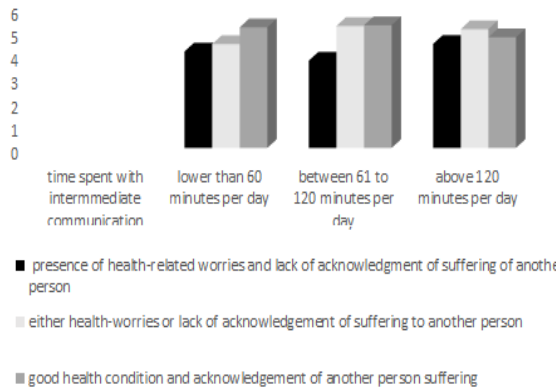 6
5
4
3
2
1
0
time spent with lower than 60 between 61 to above 120
intermmediate minutes per day 120 minutes per minutes per day
communication day
presence of health-related worries and lack of acknowledgment of suffering of anothe
person
either health-worries or lack of acknowledgement of suffering to another person
good health condition and acknowledgement of another person suffering